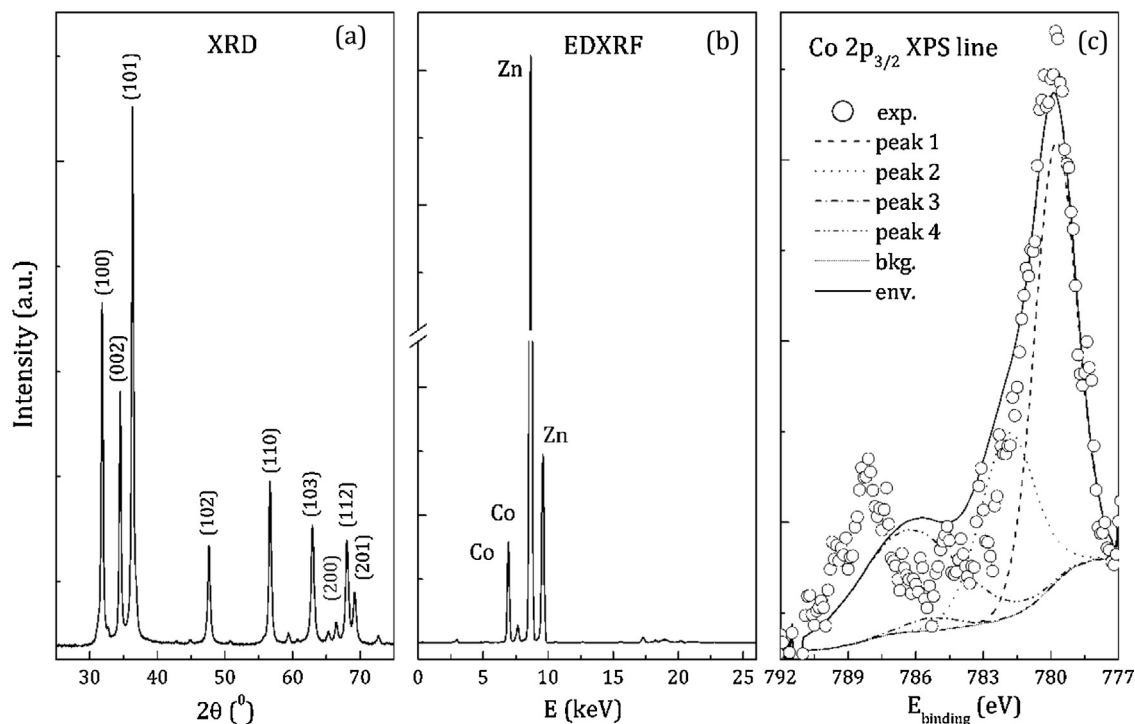 XRD
(a)
(101)
(100)
(002)
(102)
(110)
(103)
(200)
(112)
(201)
Intensity (a.u.)
30 40 50 60 70
2θ (⁰)
EDXRF
(b)
Zn
Zn
Co
Co
0 5 10 15 20 25
E (keV)
Co 2p3/2 XPS line
(c)
exp.
peak 1
peak 2
peak 3
peak 4
bkg.
env.
792 789 786 783 780 777
Ebinding (eV)